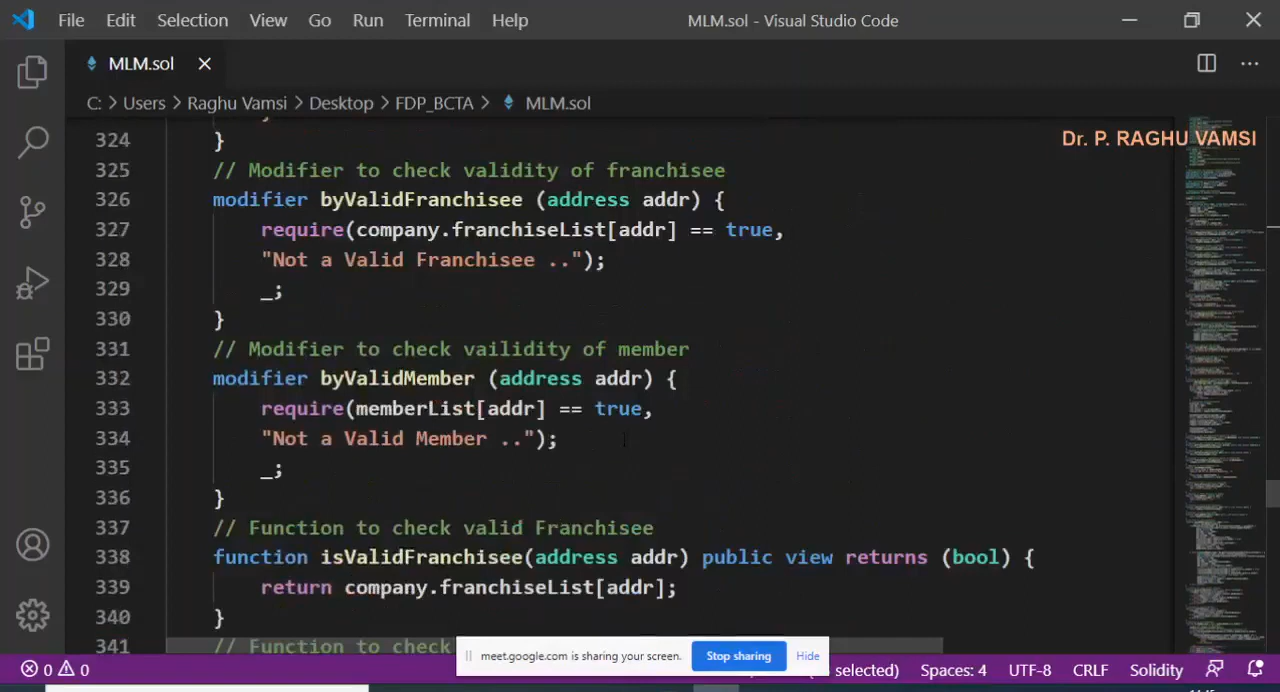 File Edit Selection View Go Run Terminal Help MLM.sol - Visual Studio Code
MLM.sol
C: > Users > Raghu Vamsi > Desktop > FDP_BCTA > MLM.sol
Dr. P. RAGHU VAMSI
324 }
325 // Modifier to check validity of franchisee
326 modifier byValidFranchisee (address addr) {
327 require(company.franchiseList[addr] == true,
328 "Not a Valid Franchisee ..");
329 _;
330 }
331 // Modifier to check vailidity of member
332 modifier byValidMember (address addr) {
333 require(memberList[addr] == true,
334 "Not a Valid Member ..");
335 _;
336 }
337 // Function to check valid Franchisee
338 function isValidFranchisee(address addr) public view returns (bool) {
339 return company.franchiseList[addr];
340 }
341 // Function to check
meet.google.com is sharing your screen. Stop sharing Hide
0 0 selected) Spaces: 4 UTF-8 CRLF Solidity